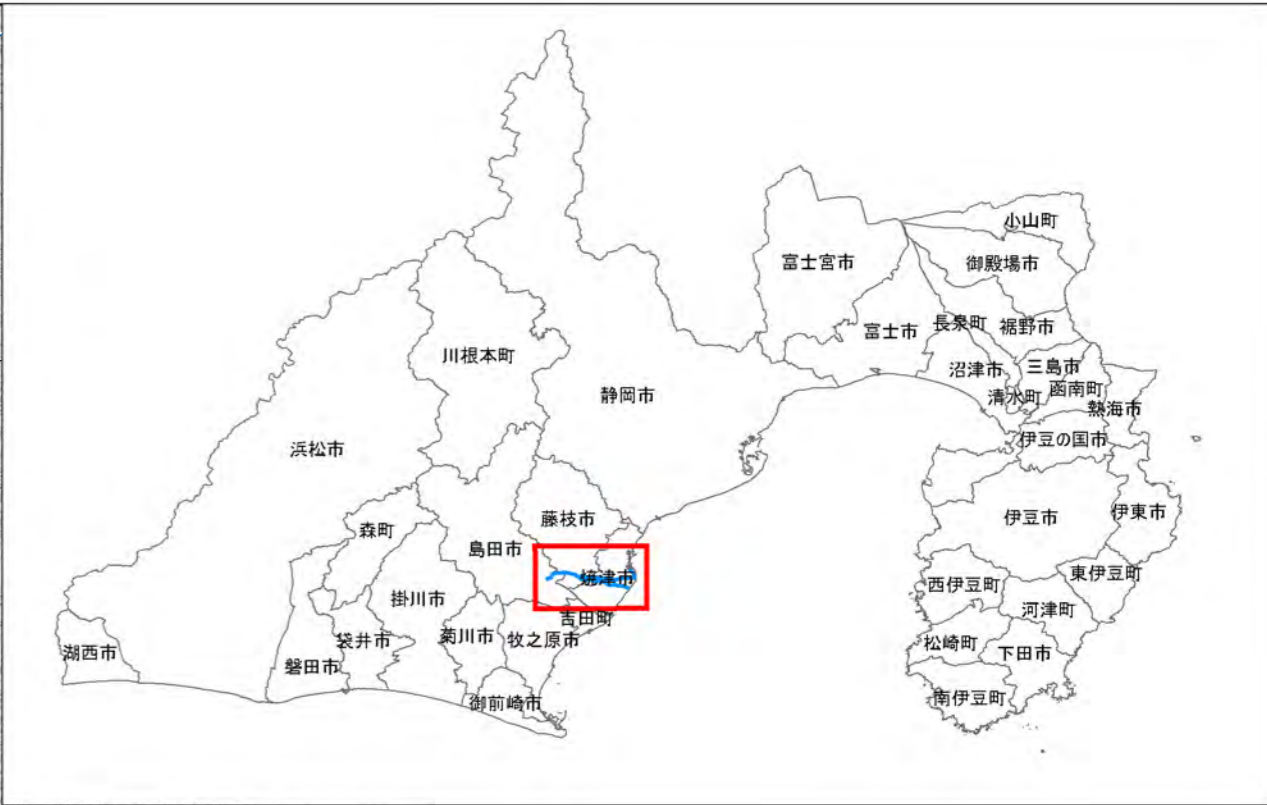 小山町
富士宮市
御殿場市
富士市
長泉町
裾野市
川根本町
沼津市
三島市
静岡市
清水町
函南町
熱海市
浜松市
伊豆の国市
藤枝市
伊豆市
伊東市
森町
島田市
焼津市
東伊豆町
西伊豆町
掛川市
河津町
吉田町
袋井市
菊川市
牧之原市
松崎町
湖西市
磐田市
下田市
御前崎市
南伊豆町